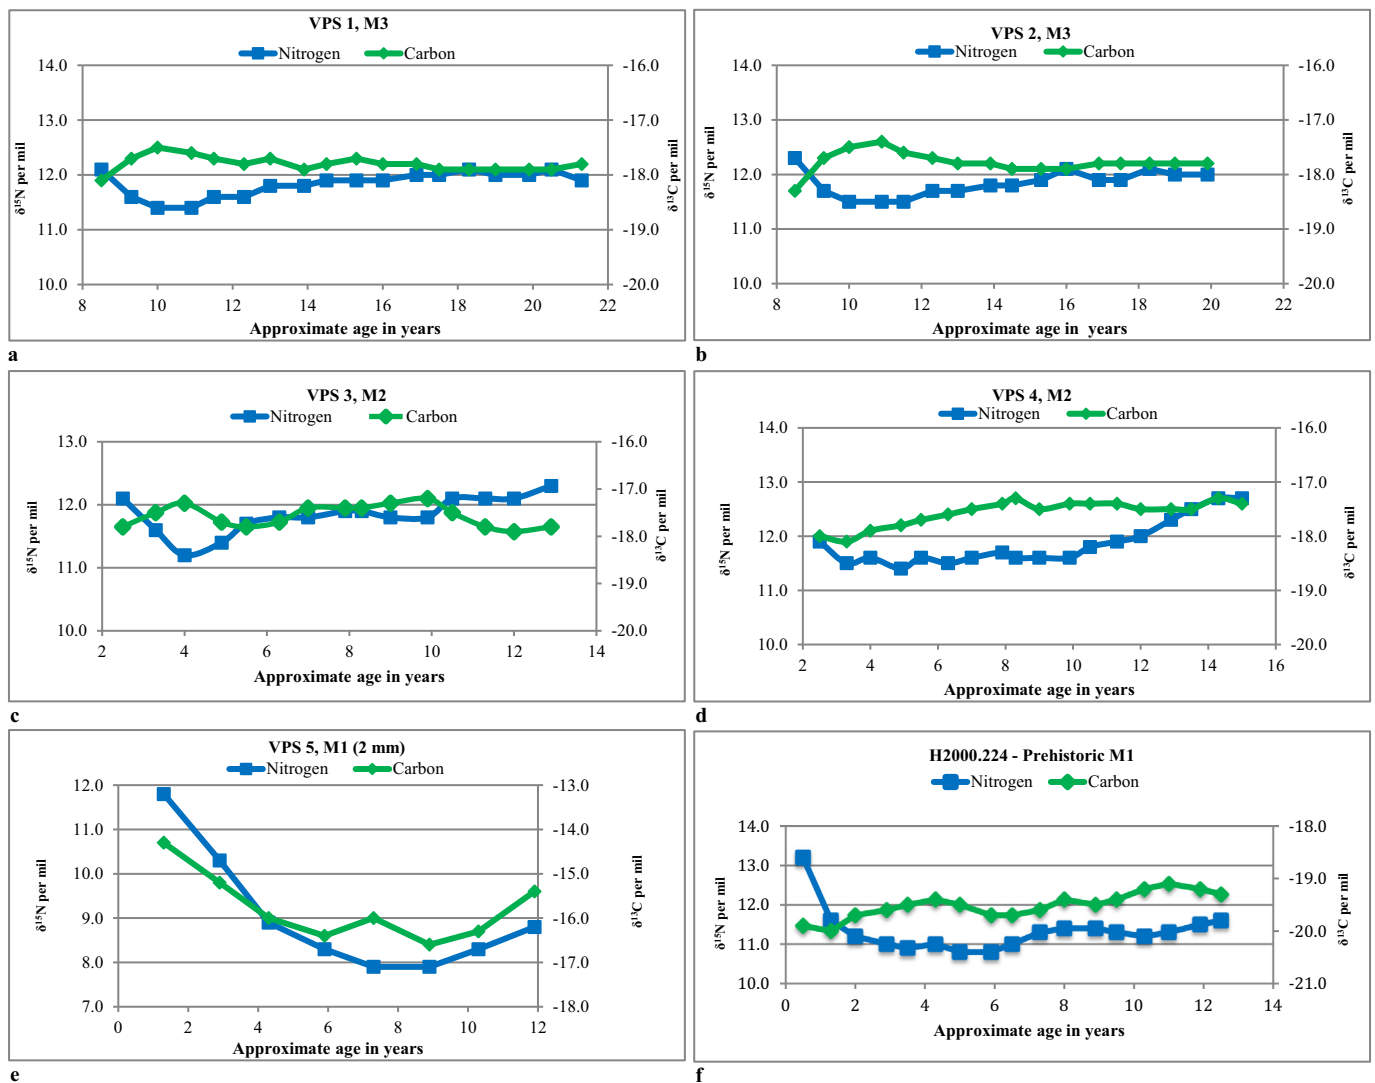 VPS 1, M3
Nitrogen Carbon
14.0
13.0
12.0
11.0
10.0
-16.0
-17.0
-18.0
-19.0
-20.0
δ¹⁵N per mil
δ¹³C per mil
8 10 12 14 16 18 20 22
Approximate age in years
a
VPS 2, M3
Nitrogen Carbon
14.0
13.0
12.0
11.0
10.0
-16.0
-17.0
-18.0
-19.0
-20.0
δ¹⁵N per mil
δ¹³C per mil
8 10 12 14 16 18 20 22
Approximate age in years
b
VPS 3, M2
Nitrogen Carbon
13.0
12.0
11.0
10.0
-16.0
-17.0
-18.0
-19.0
-20.0
δ¹⁵N per mil
δ¹³C per mil
2 4 6 8 10 12 14
Approximate age in years
c
VPS 4, M2
Nitrogen Carbon
14.0
13.0
12.0
11.0
10.0
-16.0
-17.0
-18.0
-19.0
-20.0
δ¹⁵N per mil
δ¹³C per mil
2 4 6 8 10 12 14 16
Approximate age in years
d
VPS 5, M1 (2 mm)
Nitrogen Carbon
12.0
11.0
10.0
9.0
8.0
7.0
-13.0
-14.0
-15.0
-16.0
-17.0
-18.0
δ¹⁵N per mil
δ¹³C per mil
0 2 4 6 8 10 12
Approximate age in years
e
H2000.224 - Prehistoric M1
Nitrogen Carbon
14.0
13.0
12.0
11.0
10.0
-18.0
-19.0
-20.0
-21.0
δ¹⁵N per mil
δ¹³C per mil
0 2 4 6 8 10 12 14
Approximate age in years
f